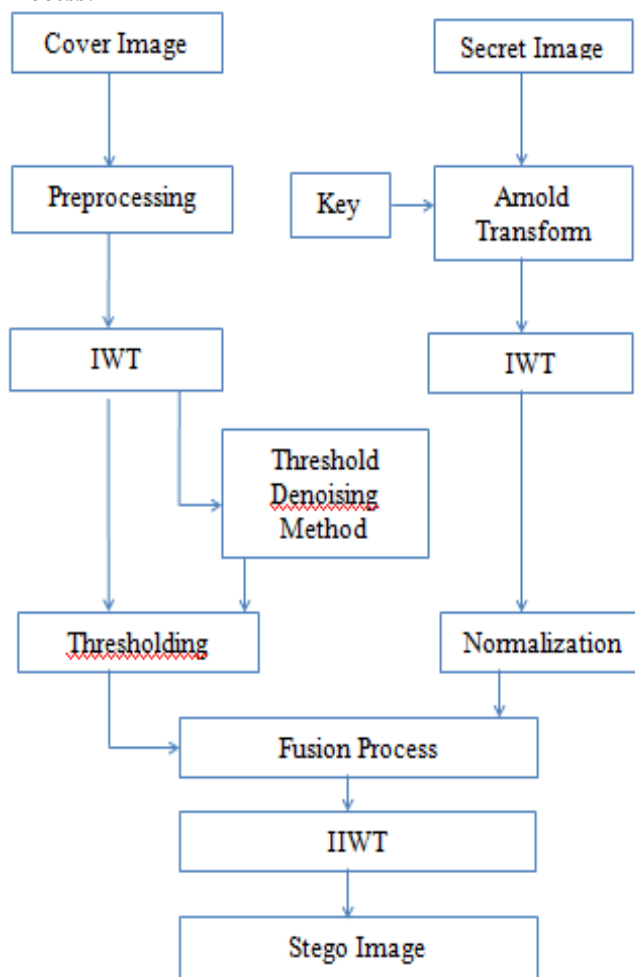 Cover Image
Secret Image
Preprocessing
Key
Arnold
Transform
IWT
IWT
Threshold
Denoising
Method
Thresholding
Normalization
Fusion Process
IIWT
Stego Image